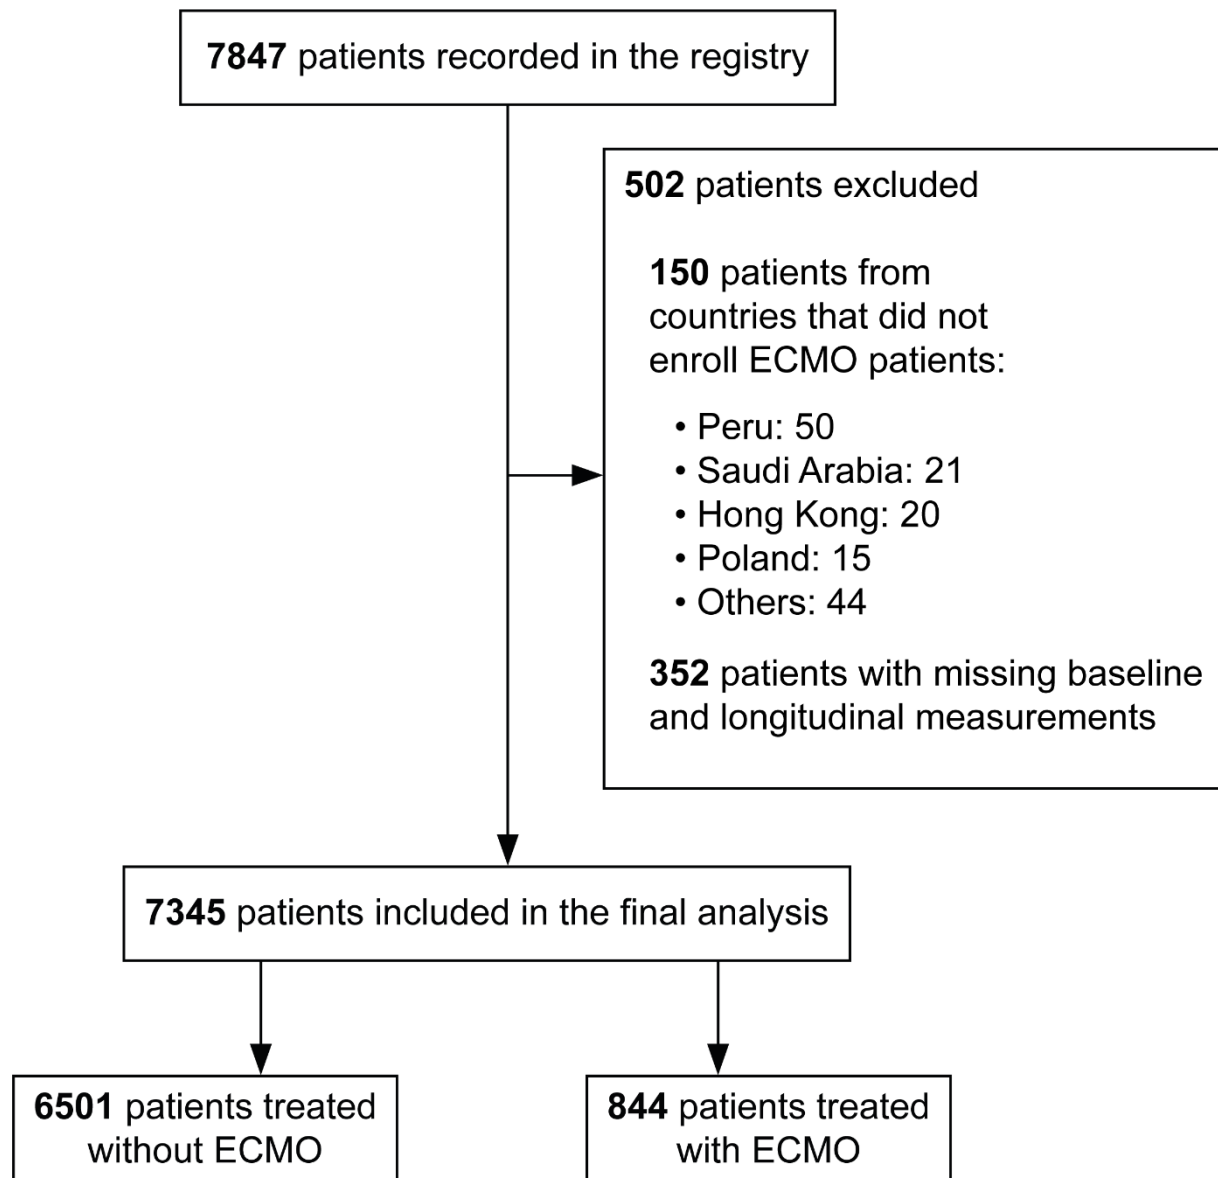 7847 patients recorded in the registry
502 patients excluded
150 patients from
countries that did not
enroll ECMO patients:
• Peru: 50
• Saudi Arabia: 21
• Hong Kong: 20
• Poland: 15
• Others: 44
352 patients with missing baseline
and longitudinal measurements
7345 patients included in the final analysis
6501 patients treated
without ECMO
844 patients treated
with ECMO